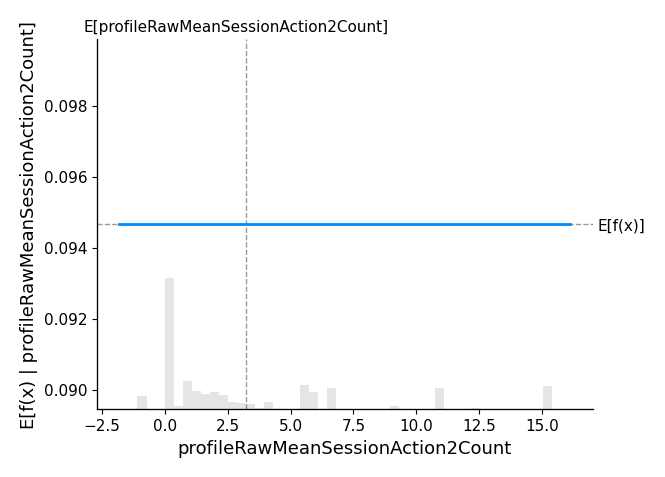 E[profileRawMeanSessionAction2Count]
E[f(x) | profileRawMeanSessionAction2Count]
0.098
0.096
0.094
0.092
0.090
E[f(x)]
−2.5 0.0 2.5 5.0 7.5 10.0 12.5 15.0
profileRawMeanSessionAction2Count